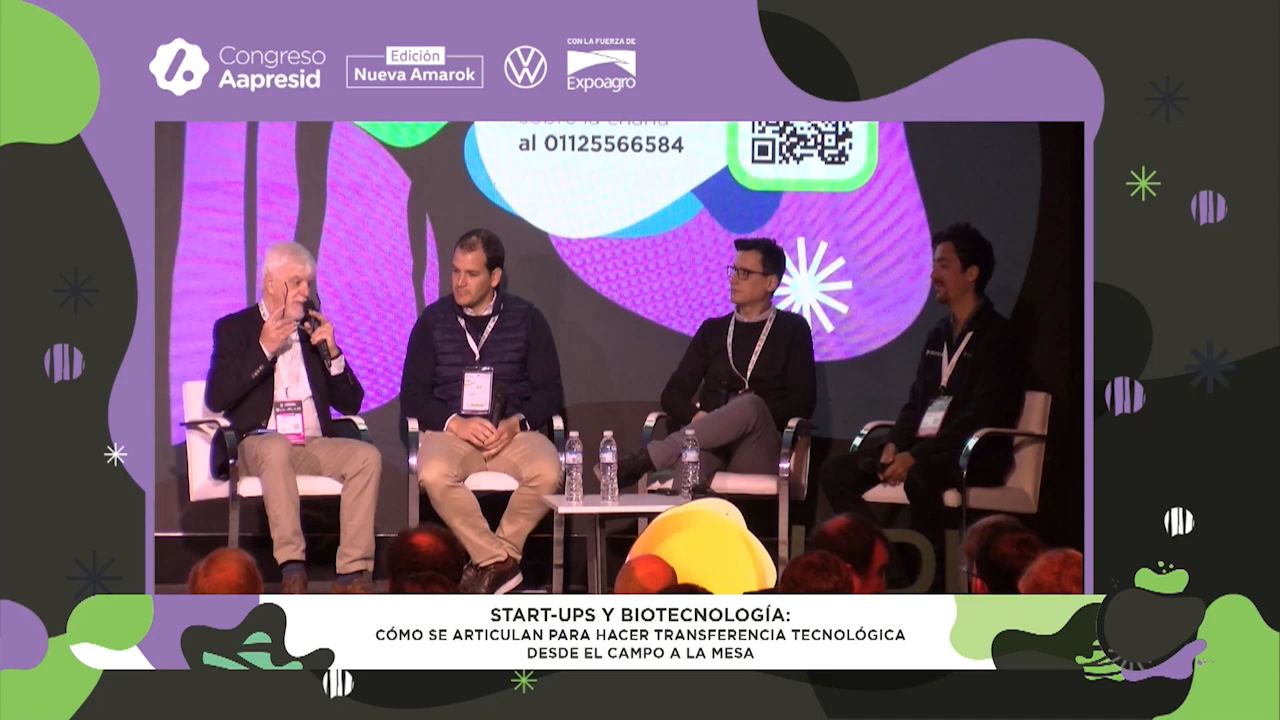 Congreso
Aapresid
Edición
Nueva Amarok
CON LA FUERZA DE
Expoagro
al 01125566584
START-UPS Y BIOTECNOLOGÍA:
CÓMO SE ARTICULAN PARA HACER TRANSFERENCIA TECNOLÓGICA
DESDE EL CAMPO A LA MESA